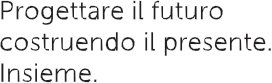 Progettare il futuro
costruendo il presente.
Insieme.